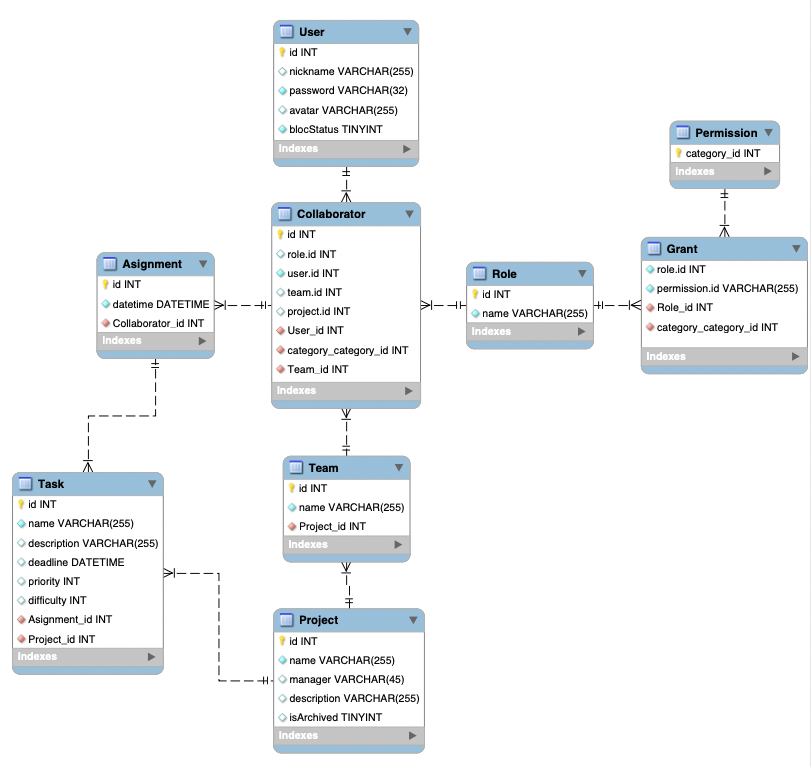 User
id INT
nickname VARCHAR(255)
password VARCHAR(32)
avatar VARCHAR(255)
blocStatus TINYINT
Indexes
Permission
category_id INT
Indexes
Collaborator
id INT
role.id INT
user.id INT
team.id INT
project.id INT
User_id INT
category_category_id INT
Team_id INT
Indexes
Asignment
id INT
datetime DATETIME
Collaborator_id INT
Indexes
Role
id INT
name VARCHAR(255)
Indexes
Grant
role.id INT
permission.id VARCHAR(255)
Role_id INT
category_category_id INT
Indexes
Task
id INT
name VARCHAR(255)
description VARCHAR(255)
deadline DATETIME
priority INT
difficulty INT
Asignment_id INT
Project_id INT
Indexes
Team
id INT
name VARCHAR(255)
Project_id INT
Indexes
Project
id INT
name VARCHAR(255)
manager VARCHAR(45)
description VARCHAR(255)
isArchived TINYINT
Indexes